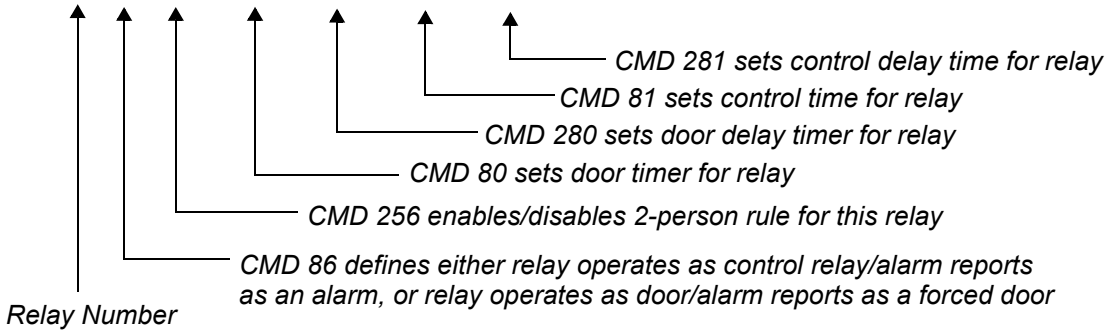 CMD 281 sets control delay time for relay
CMD 81 sets control time for relay
CMD 280 sets door delay timer for relay
CMD 80 sets door timer for relay
CMD 256 enables/disables 2-person rule for this relay
CMD 86 defines either relay operates as control relay/alarm reports
as an alarm, or relay operates as door/alarm reports as a forced door
Relay Number